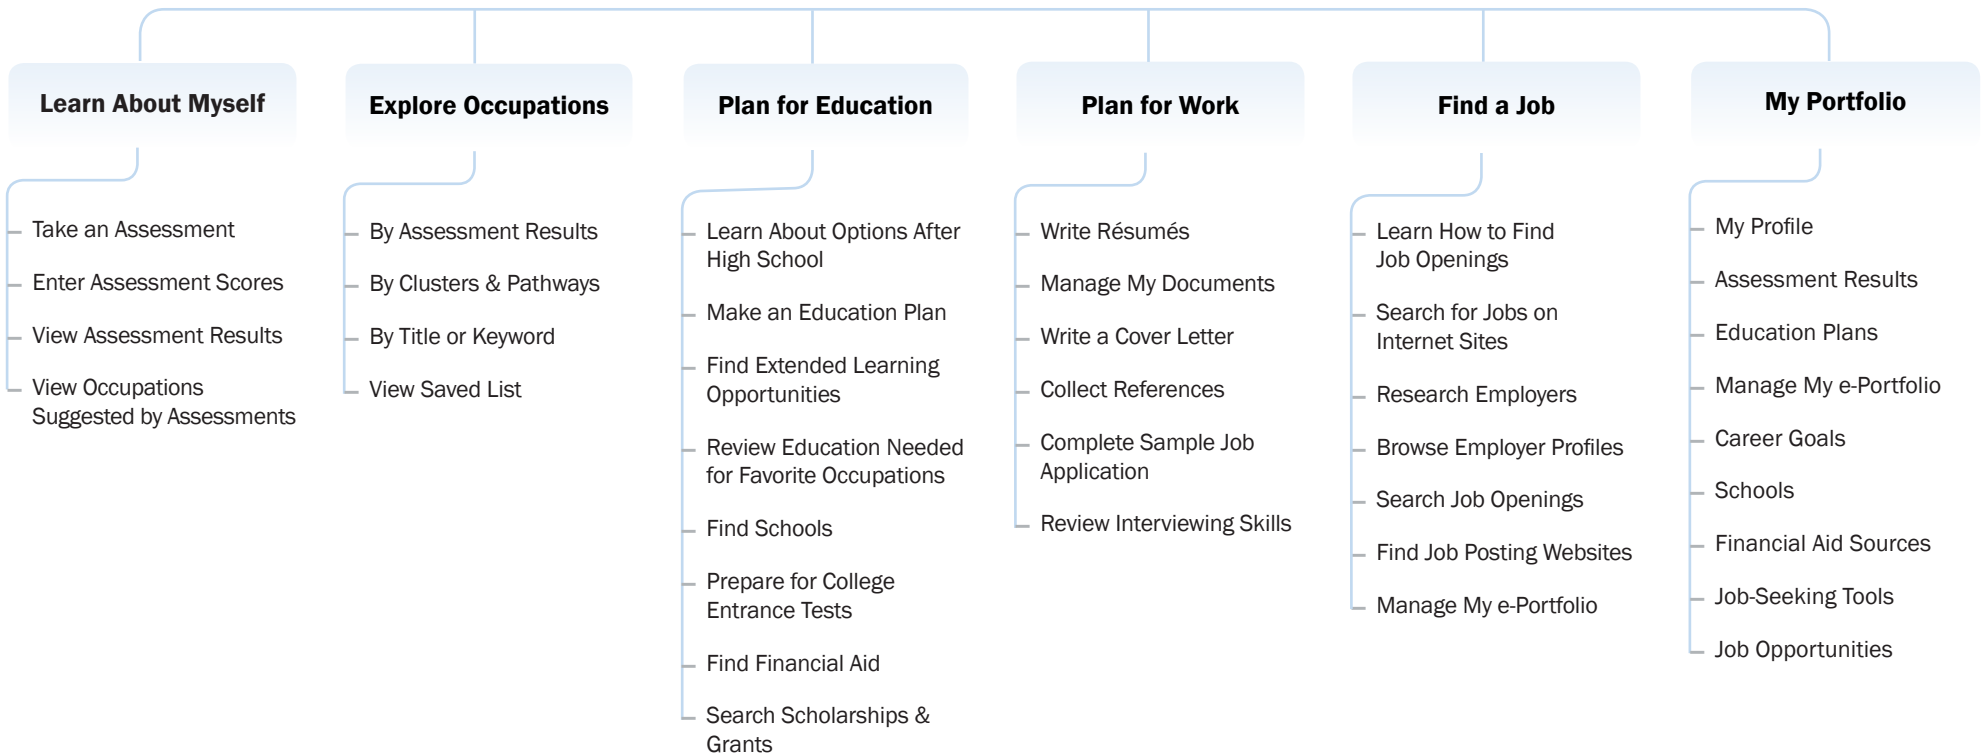 Learn About Myself
Take an Assessment
Enter Assessment Scores
View Assessment Results
View Occupations
Suggested by Assessments
Explore Occupations
By Assessment Results
By Clusters & Pathways
By Title or Keyword
View Saved List
Plan for Education
Learn About Options After
High School
Make an Education Plan
Find Extended Learning
Opportunities
Review Education Needed
for Favorite Occupations
Find Schools
Prepare for College
Entrance Tests
Find Financial Aid
Search Scholarships &
Grants
Plan for Work
Write Résumés
Manage My Documents
Write a Cover Letter
Collect References
Complete Sample Job
Application
Review Interviewing Skills
Find a Job
Learn How to Find
Job Openings
Search for Jobs on
Internet Sites
Research Employers
Browse Employer Profiles
Search Job Openings
Find Job Posting Websites
Manage My e-Portfolio
My Portfolio
My Profile
Assessment Results
Education Plans
Manage My e-Portfolio
Career Goals
Schools
Financial Aid Sources
Job-Seeking Tools
Job Opportunities